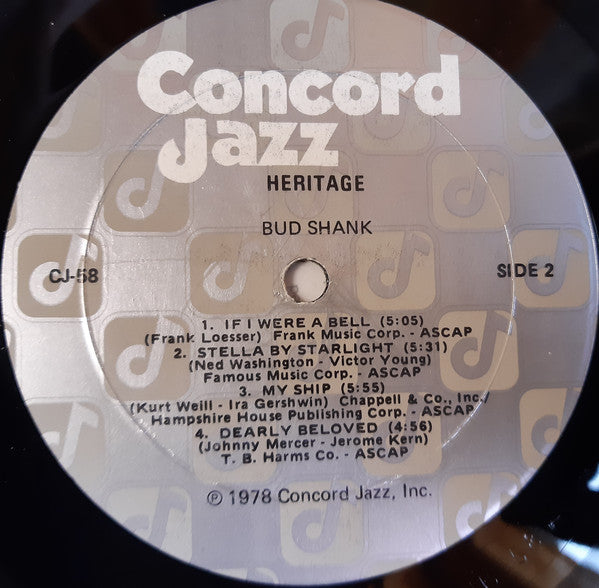 Concord
Jazz
HERITAGE
BUD SHANK
CJ-58
SIDE 2
1. IF I WERE A BELL (5:05)
(Frank Loesser) Frank Music Corp. - ASCAP
2. STELLA BY STARLIGHT (5:31)
(Ned Washington - Victor Young)
Famous Music Corp. - ASCAP
3. MY SHIP (5:55)
(Kurt Weill - Ira Gershwin) Chappell & Co., Inc./
Hampshire House Publishing Corp. - ASCAP
4. DEARLY BELOVED (4:56)
(Johnny Mercer - Jerome Kern)
T. B. Harms Co. - ASCAP
℗ 1978 Concord Jazz, Inc.